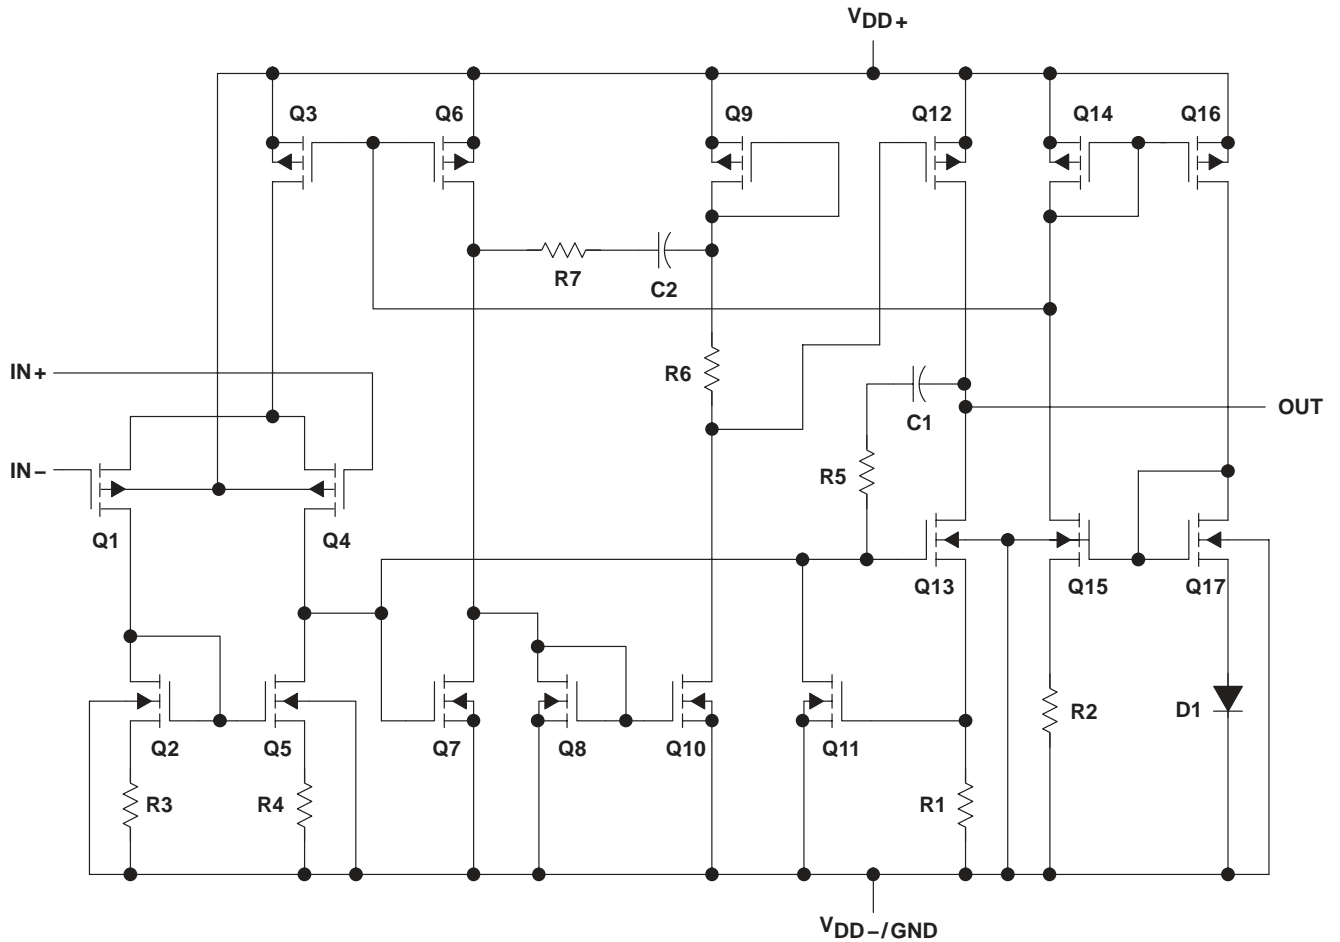 VDD+
Q3
Q6
Q9
Q12
Q14
Q16
R7
C2
IN+
R6
C1
OUT
IN−
R5
Q1
Q4
Q13
Q15
Q17
R2
D1
Q2
Q5
Q7
Q8
Q10
Q11
R3
R4
R1
VDD−/GND